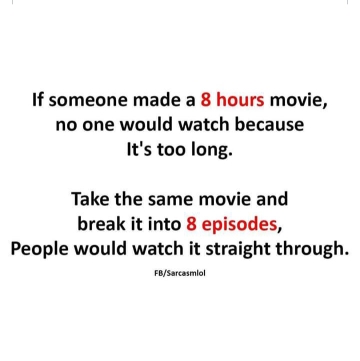 If someone made a 8 hours movie,
no one would watch because
It's too long.
Take the same movie and
break it into 8 episodes,
People would watch it straight through.
FB/Sarcasmlol